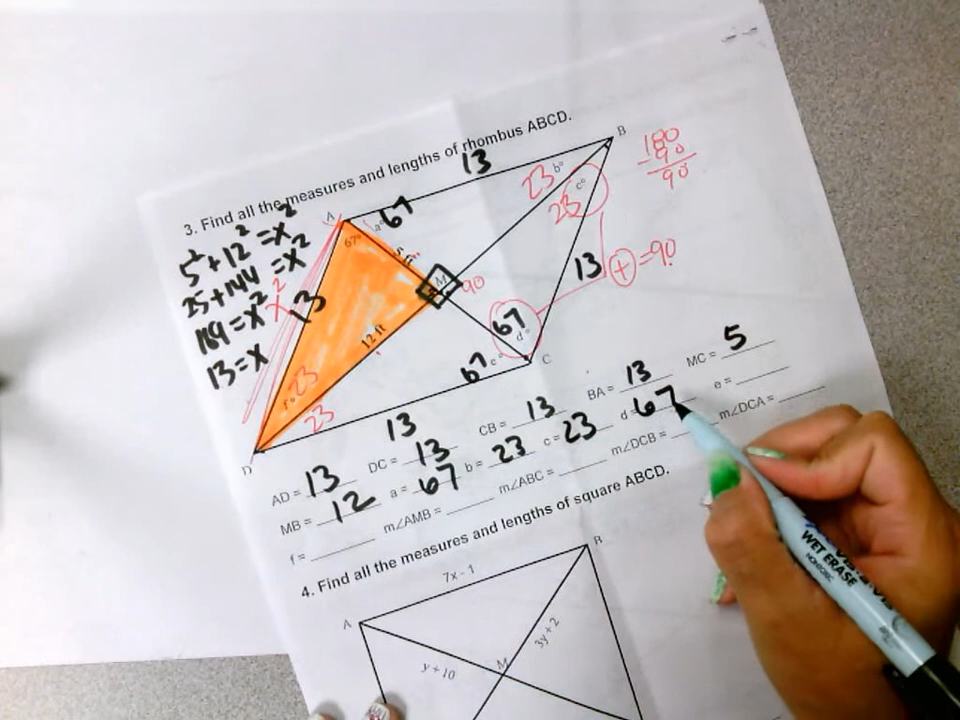 3. Find all the measures and lengths of rhombus ABCD.
5² + 12² = x²
25 + 144 = x²
169 = x²
x²
13 = x
A
B
C
D
M
67°
a°
67
13
b°
23
c°
23
180
- 90
90
13
5 ft
90
+ = 90
13
12 ft
67
d°
67
e°
f°
23
23
13
AD = 13 DC = 13 CB = 13 BA = 13 MC = 5
MB = 12 a = 67 b = 23 c = 23 d = 67 e =
f = m∠AMB = m∠ABC = m∠DCB = m∠DCA =
4. Find all the measures and lengths of square ABCD.
A
B
7x - 1
y + 10
M
3y + 2
WET ERASE